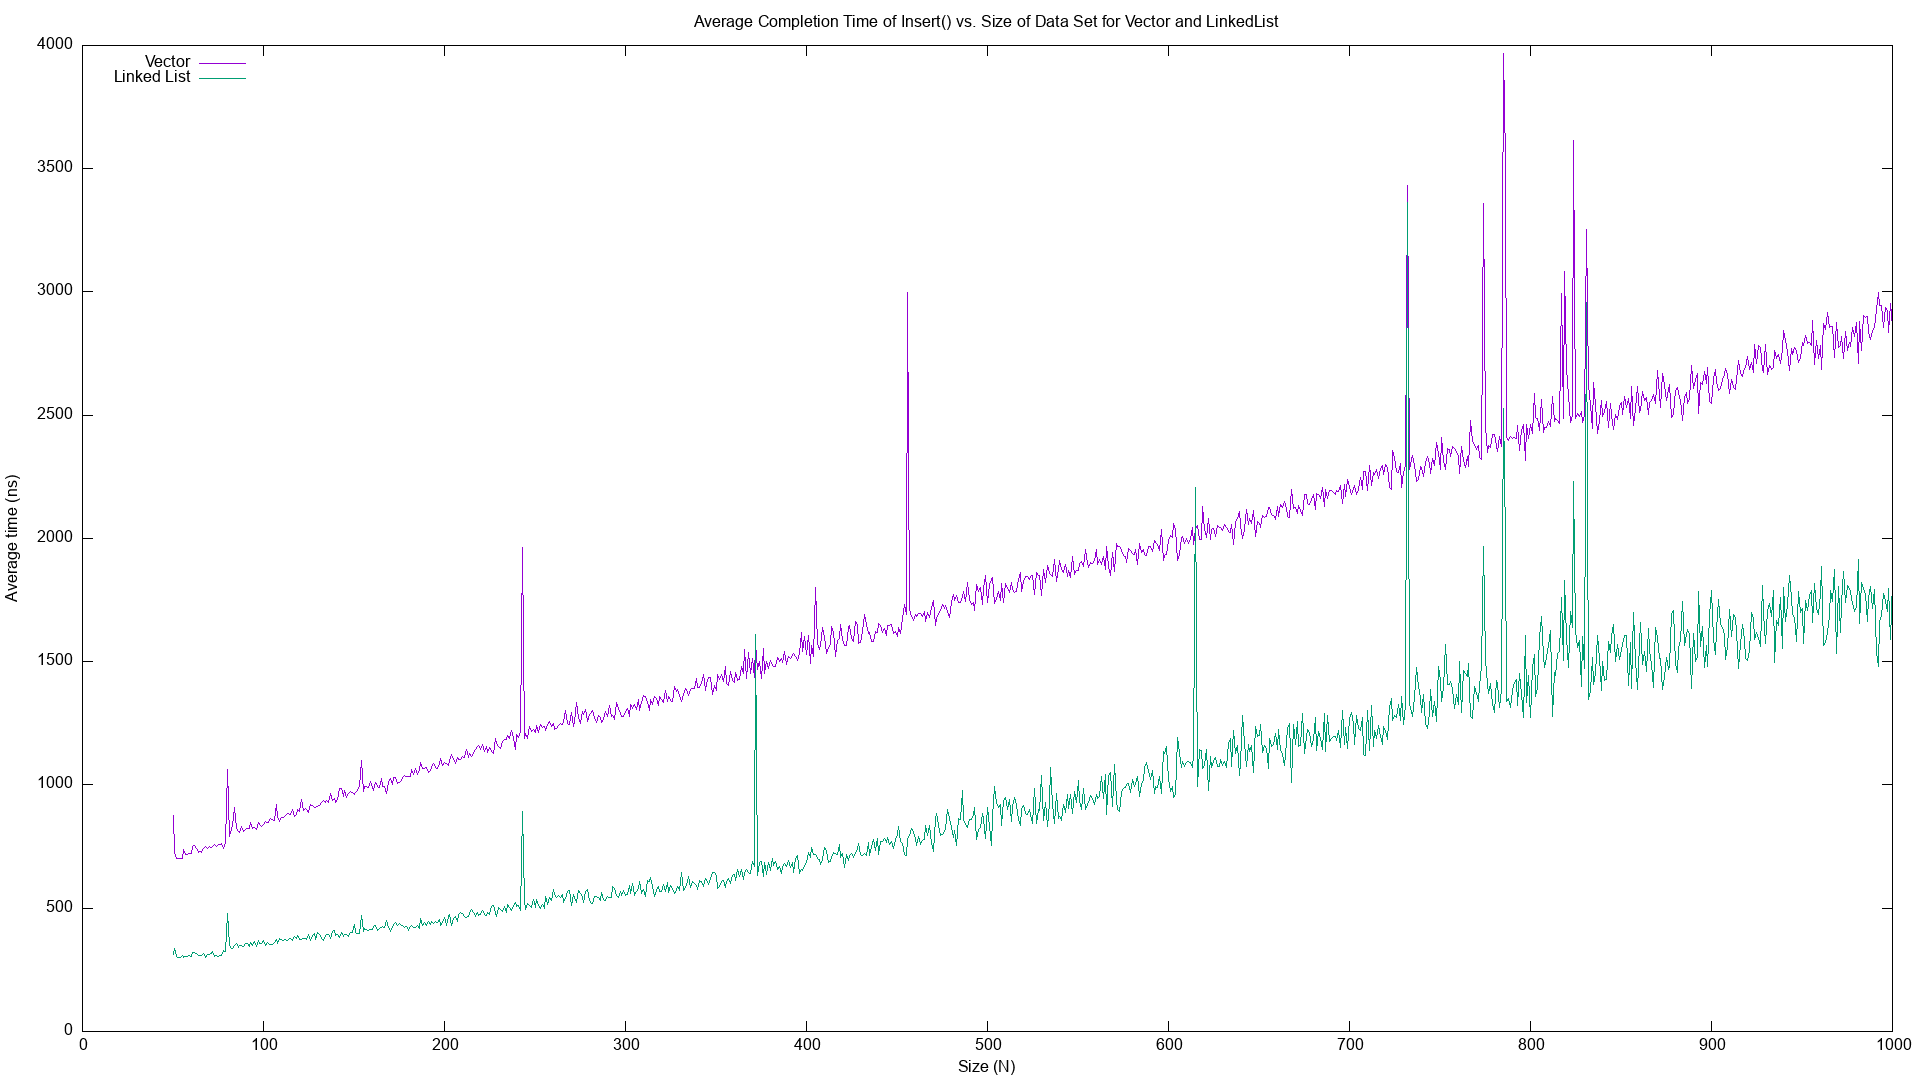 Average Completion Time of Insert() vs. Size of Data Set for Vector and LinkedList
4000
3500
3000
2500
2000
1500
1000
500
0
Vector
Linked List
Average time (ns)
0 100 200 300 400 500 600 700 800 900 1000
Size (N)